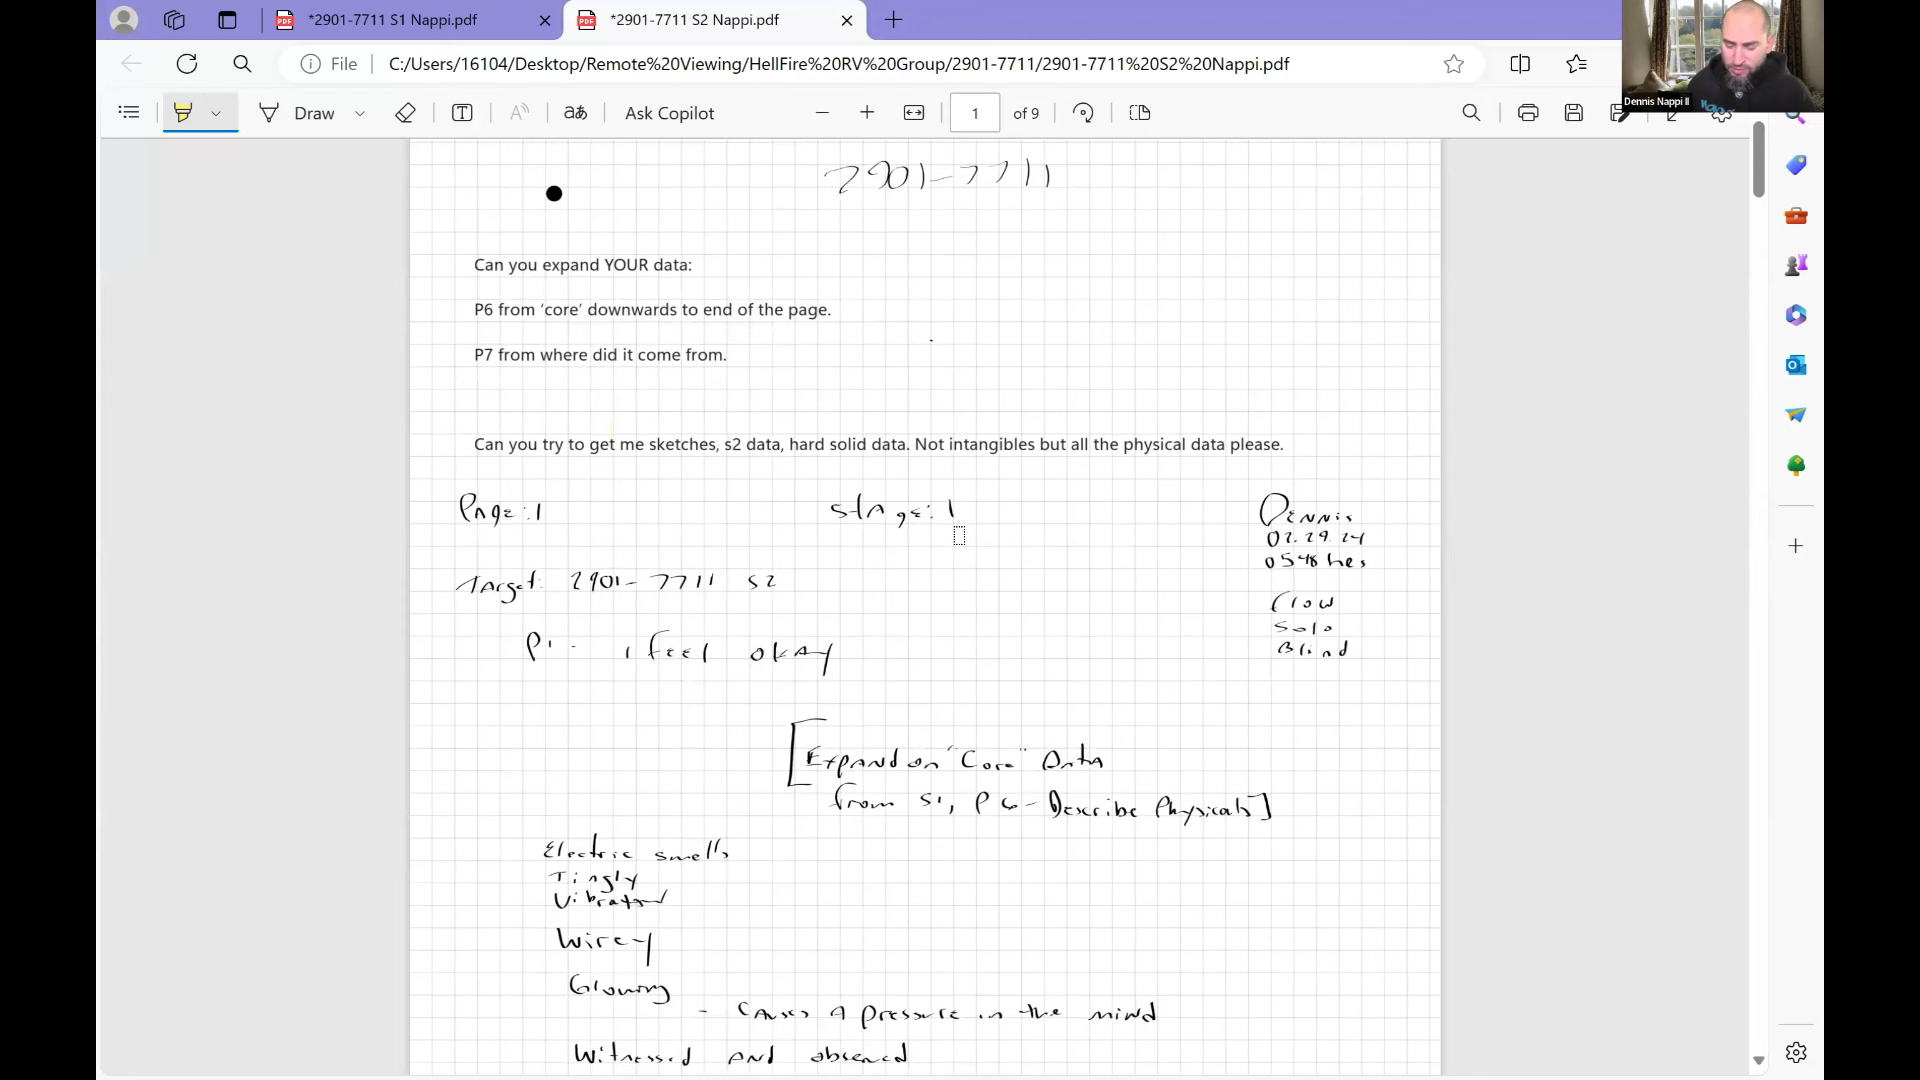 *2901-7711 S1 Nappi.pdf
*2901-7711 S2 Nappi.pdf
File
C:/Users/16104/Desktop/Remote%20Viewing/HellFire%20RV%20Group/2901-7711/2901-7711%20S2%20Nappi.pdf
Draw
Ask Copilot
1 of 9
Dennis Nappi II
2901-7711
Can you expand YOUR data:
P6 from ‘core’ downwards to end of the page.
P7 from where did it come from.
Can you try to get me sketches, s2 data, hard solid data. Not intangibles but all the physical data please.
Page: 1
Stage: 1
Dennis
02.29.24
0548 hrs
Target: 2901-7711 S2
Clow
Solo
Blind
PI - I feel okay
[Expand on "Core" Data
from S1, P6 - Describe Physicals]
Electric smells
Tingly
Vibration
Wirey
Glowing
- Causes a pressure in the mind
Witnessed and observed